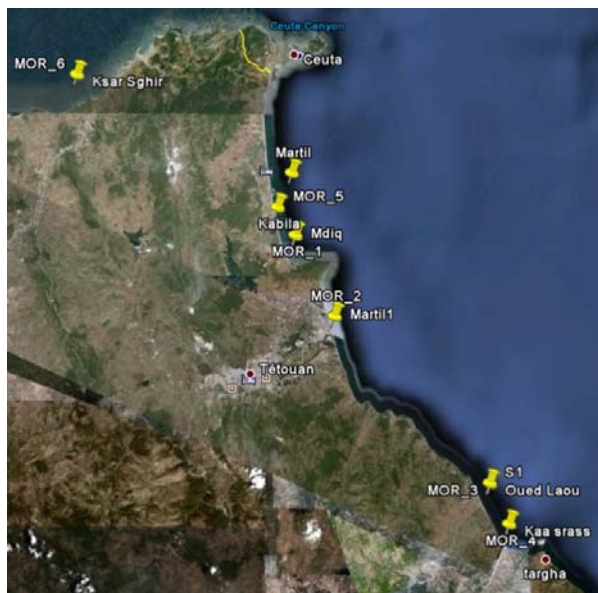 Ceuta Canyon
Ceuta
MOR_6
Ksar Sghir
Martil
MOR_5
Kabila
Mdiq
MOR_1
MOR_2
Martil1
Tétouan
S1
MOR_3
Oued Laou
Kaa srass
MOR_4
targha